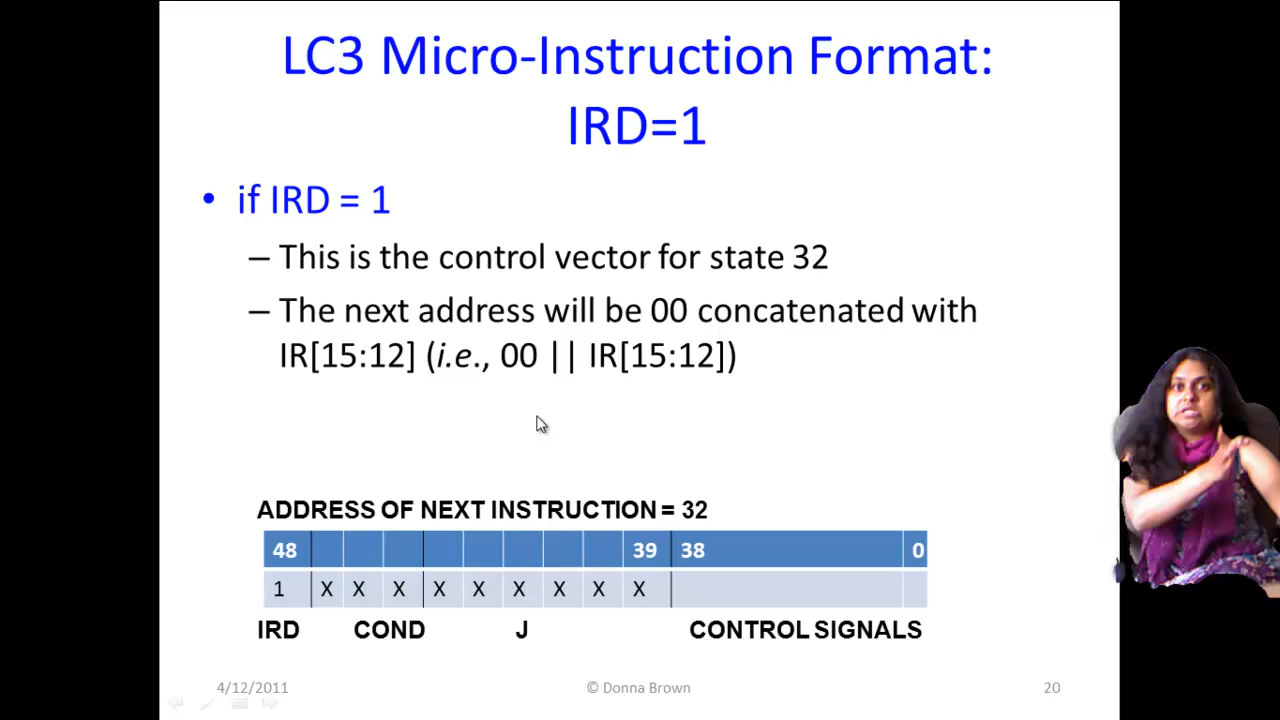 LC3 Micro-Instruction Format:
IRD=1
• if IRD = 1
– This is the control vector for state 32
– The next address will be 00 concatenated with
IR[15:12] (i.e., 00 || IR[15:12])
ADDRESS OF NEXT INSTRUCTION = 32
48 39 38 0
1 X X X X X X X X X
IRD COND J CONTROL SIGNALS
4/12/2011 © Donna Brown 20